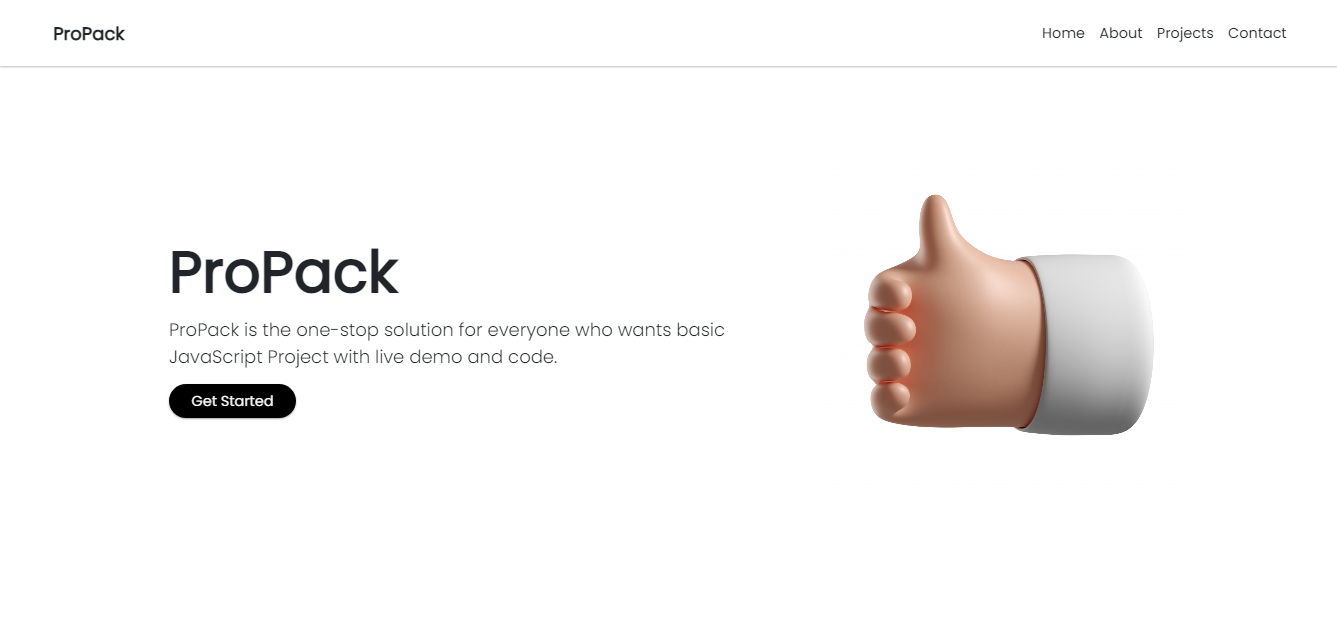 ProPack
Home About Projects Contact
ProPack
ProPack is the one-stop solution for everyone who wants basic
JavaScript Project with live demo and code.
Get Started